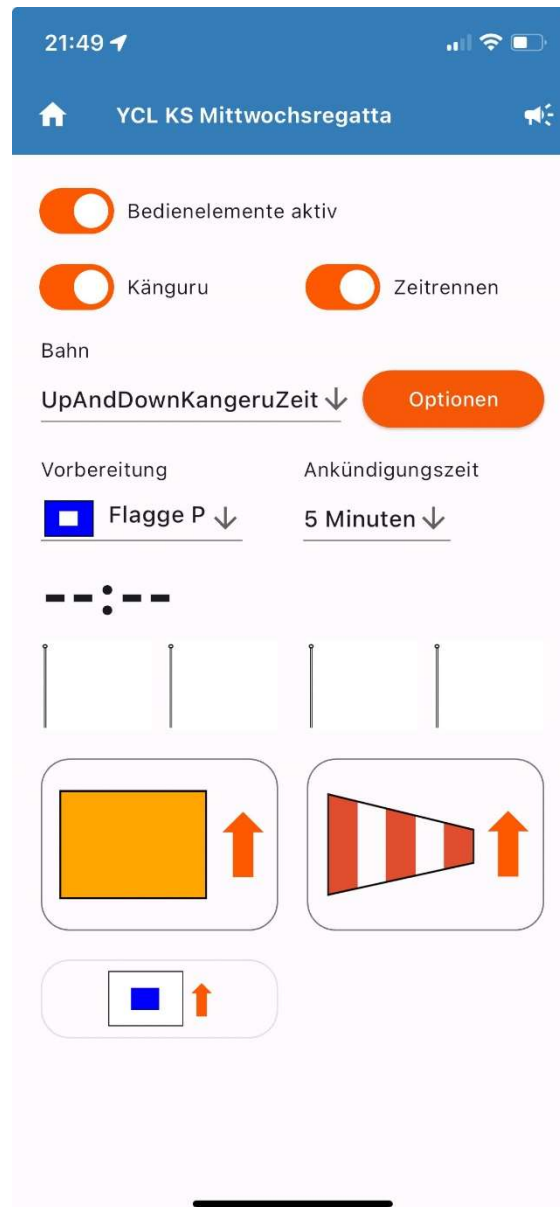 21:49
YCL KS Mittwochsregatta
Bedienelemente aktiv
Känguru Zeitrennen
Bahn
UpAndDownKangeruZeit Optionen
Vorbereitung Ankündigungszeit
Flagge P 5 Minuten
--:--